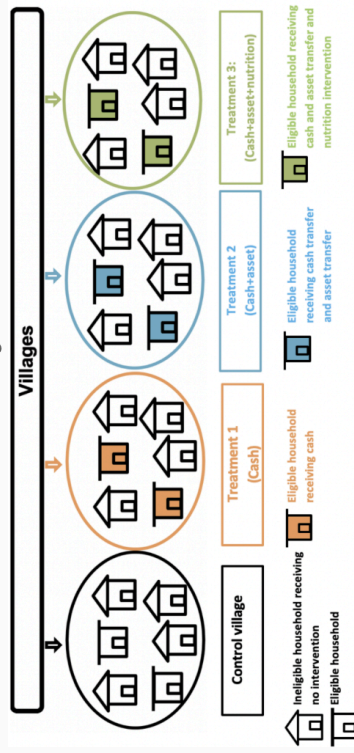 Villages
Control village
Treatment 1
(Cash)
Treatment 2
(Cash+asset)
Treatment 3:
(Cash+asset+nutrition)
Ineligible household receiving
no intervention
Eligible household
Eligible household
receiving cash
Eligible household
receiving cash transfer
and asset transfer
Eligible household receiving
cash and asset transfer and
nutrition intervention